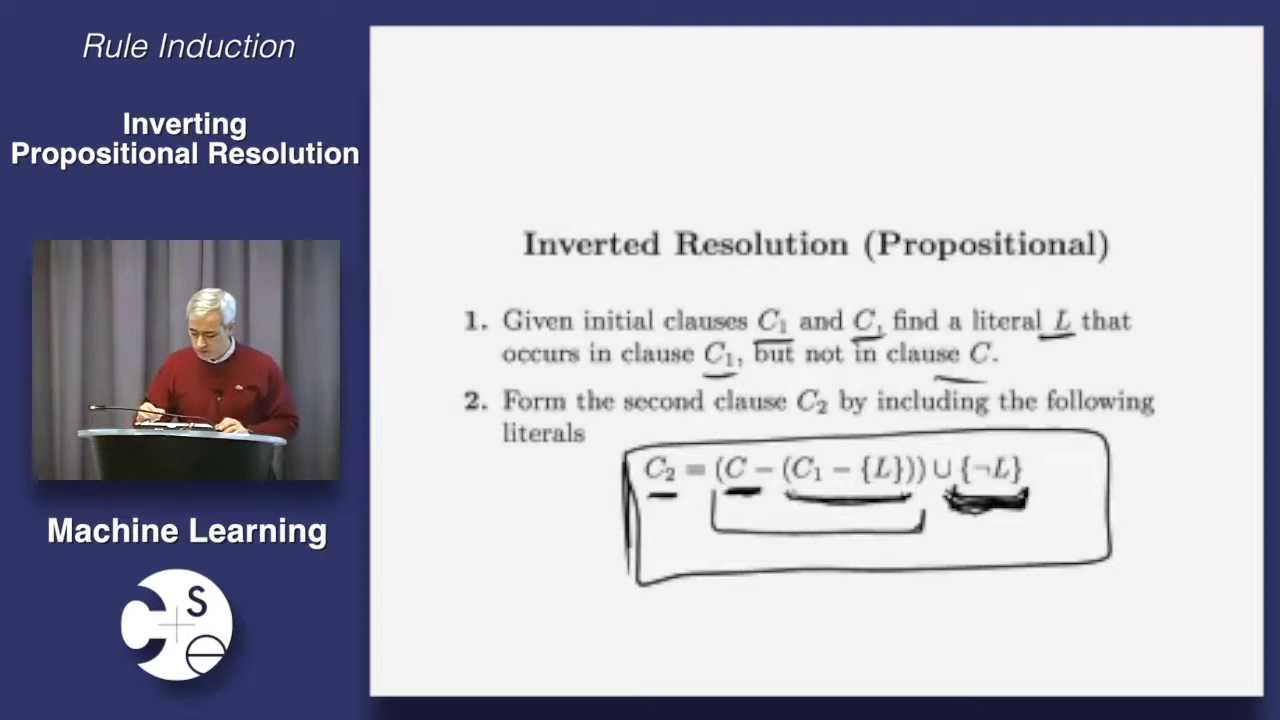 Rule Induction
Inverting
Propositional Resolution
Machine Learning
C S e
Inverted Resolution (Propositional)
1. Given initial clauses C₁ and C, find a literal L that
occurs in clause C₁, but not in clause C.
2. Form the second clause C₂ by including the following
literals
C₂ = (C − (C₁ − {L})) ∪ {¬L}